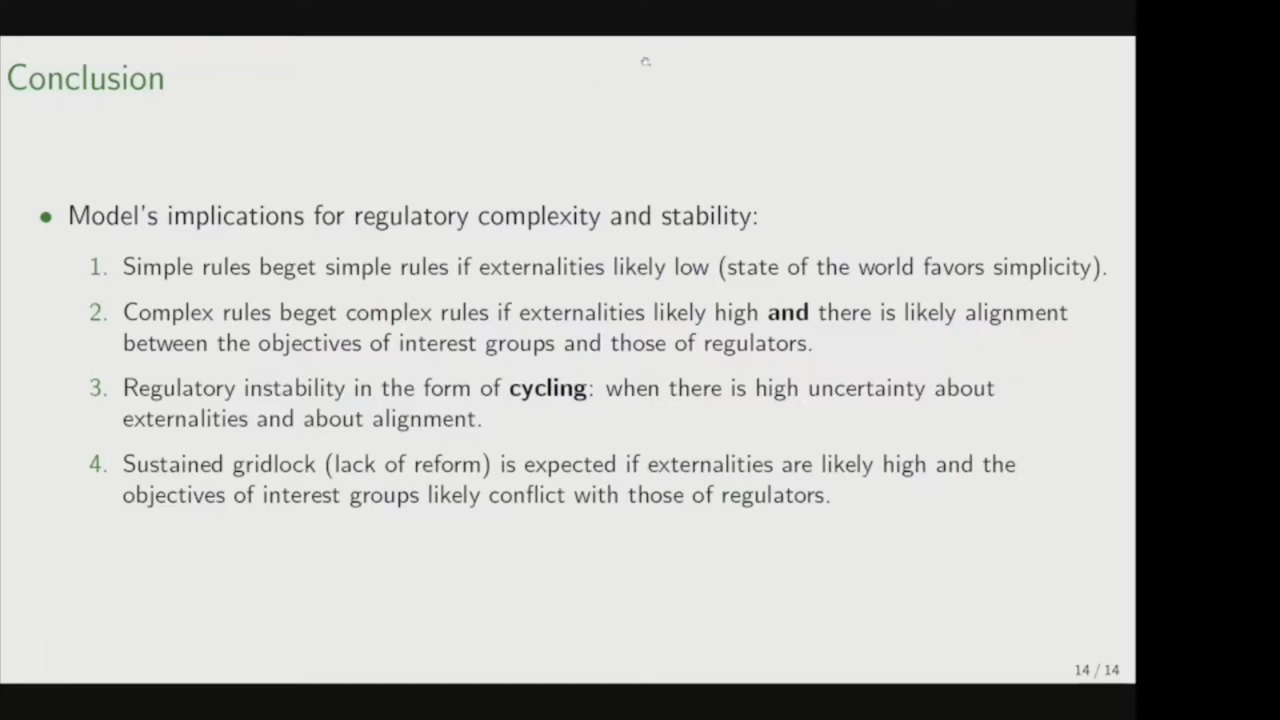 Conclusion
• Model's implications for regulatory complexity and stability:
1. Simple rules beget simple rules if externalities likely low (state of the world favors simplicity).
2. Complex rules beget complex rules if externalities likely high and there is likely alignment
between the objectives of interest groups and those of regulators.
3. Regulatory instability in the form of cycling: when there is high uncertainty about
externalities and about alignment.
4. Sustained gridlock (lack of reform) is expected if externalities are likely high and the
objectives of interest groups likely conflict with those of regulators.
14 / 14